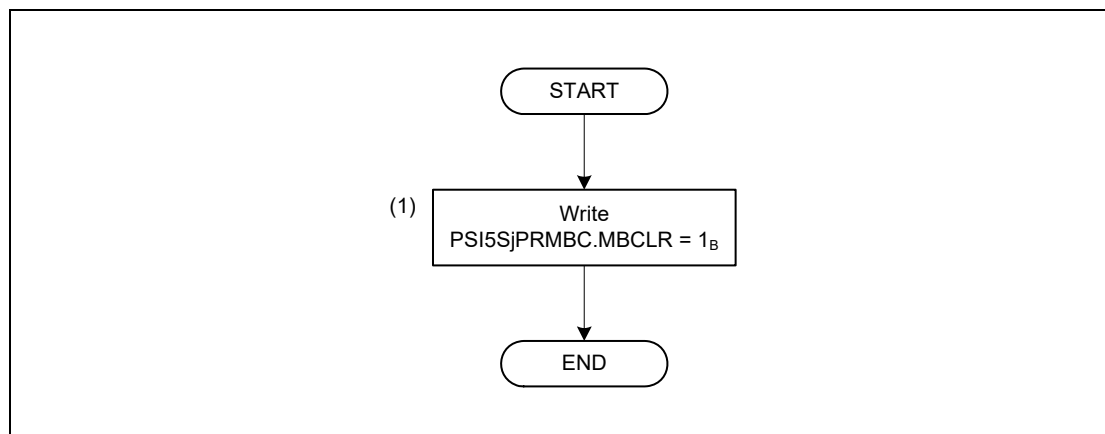 START
(1)
Write
PSI5SjPRMBC.MBCLR = 1B
END